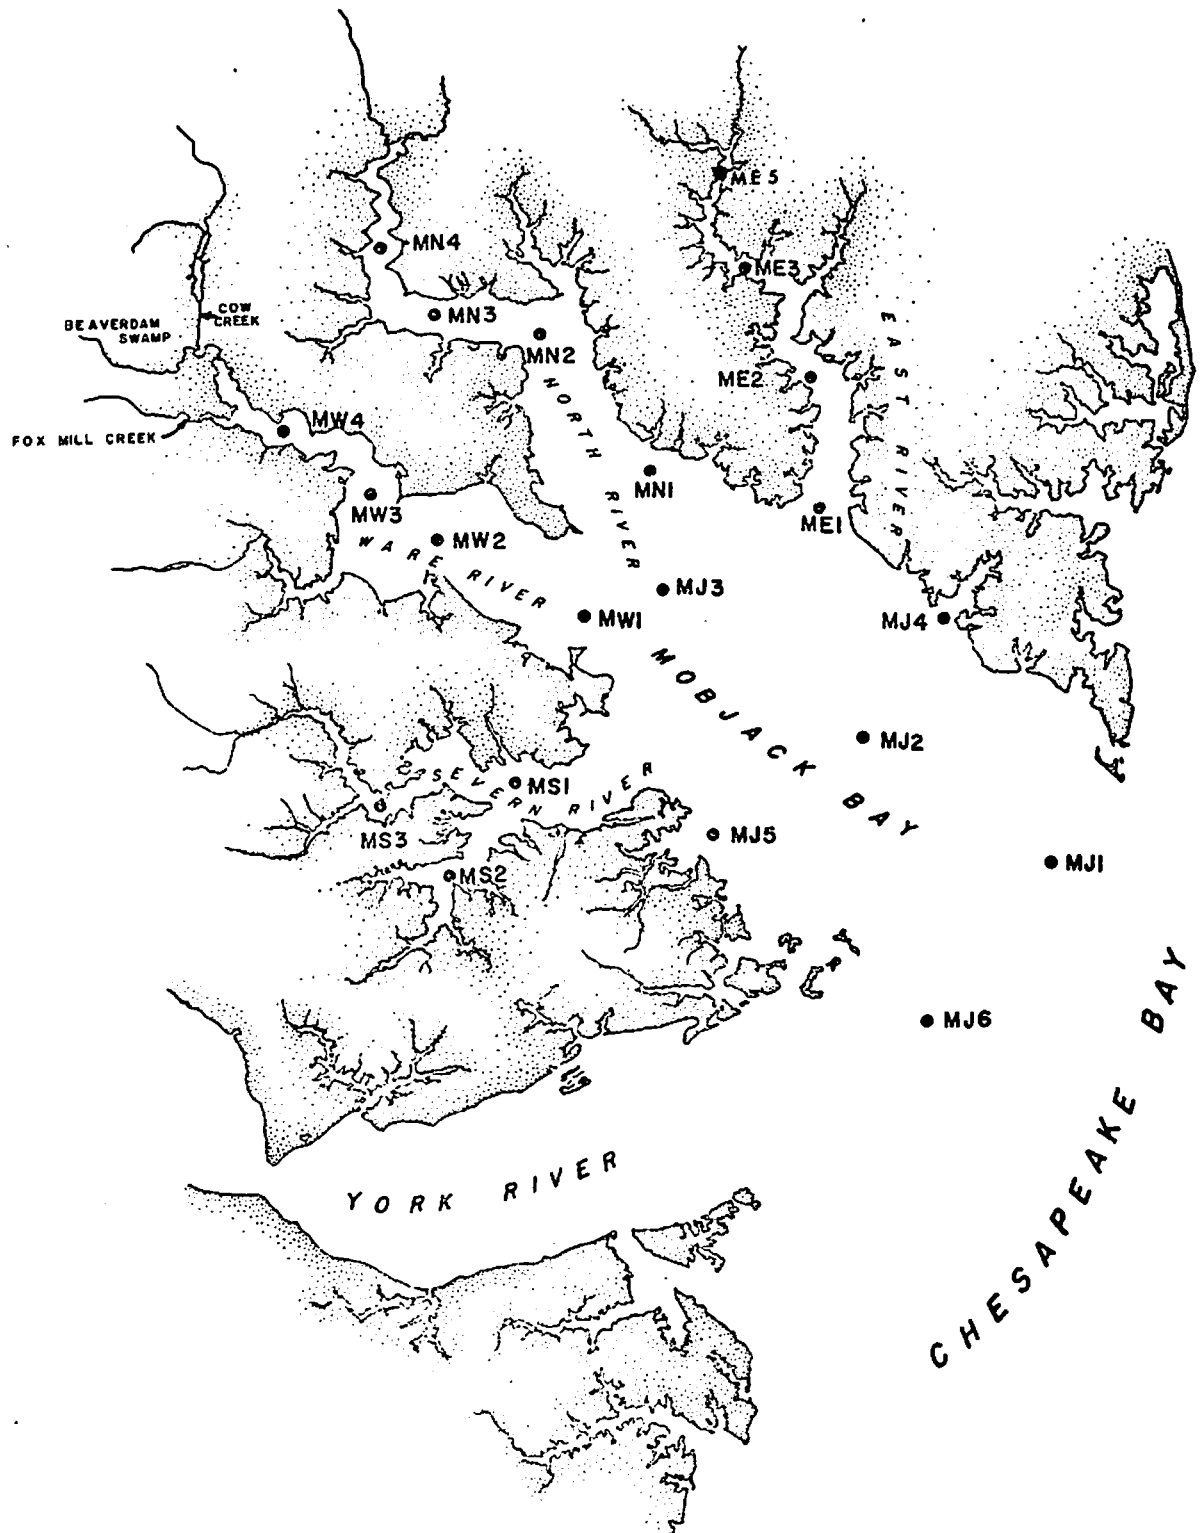 ME5
MN4
ME3
COW
CREEK
BEAVERDAM
SWAMP
MN3
MN2
ME2
EAST RIVER
MW4
FOX MILL CREEK
NORTH RIVER
MN1
MW3
ME1
MW2
WARE RIVER
MJ3
MW1
MJ4
MOBJACK BAY
MJ2
SEVERN RIVER
MS1
MS3
MJ5
MJ1
MS2
MJ6
YORK RIVER
CHESAPEAKE BAY